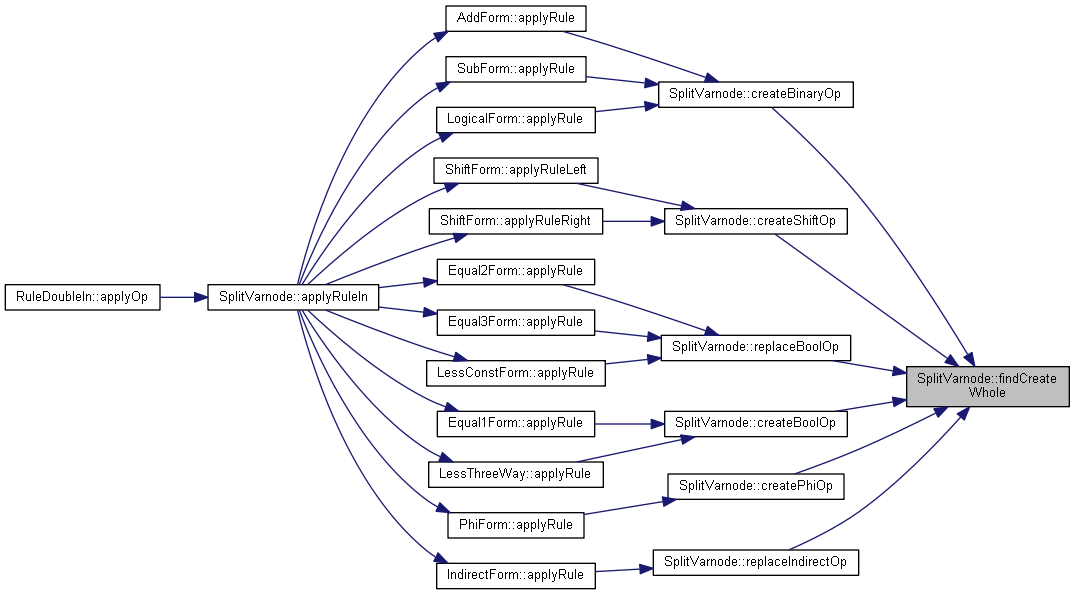 AddForm::applyRule
SubForm::applyRule
SplitVarnode::createBinaryOp
LogicalForm::applyRule
ShiftForm::applyRuleLeft
ShiftForm::applyRuleRight
SplitVarnode::createShiftOp
Equal2Form::applyRule
RuleDoubleIn::applyOp
SplitVarnode::applyRuleIn
Equal3Form::applyRule
SplitVarnode::replaceBoolOp
LessConstForm::applyRule
SplitVarnode::findCreate
Whole
Equal1Form::applyRule
SplitVarnode::createBoolOp
LessThreeWay::applyRule
SplitVarnode::createPhiOp
PhiForm::applyRule
SplitVarnode::replaceIndirectOp
IndirectForm::applyRule